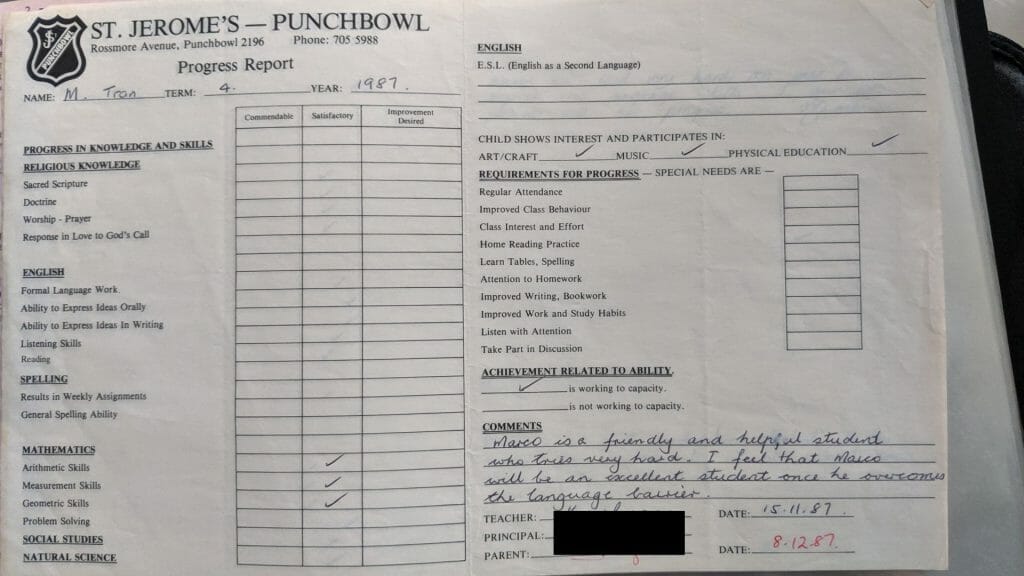 SJ
PUNCHBOWL
ST. JEROME'S — PUNCHBOWL
Rossmore Avenue, Punchbowl 2196 Phone: 705 5988
Progress Report
NAME: M. Tran TERM: 4. YEAR: 1987.
Commendable Satisfactory Improvement Desired
PROGRESS IN KNOWLEDGE AND SKILLS
RELIGIOUS KNOWLEDGE
Sacred Scripture
Doctrine
Worship - Prayer
Response in Love to God's Call
ENGLISH
Formal Language Work
Ability to Express Ideas Orally
Ability to Express Ideas In Writing
Listening Skills
Reading
SPELLING
Results in Weekly Assignments
General Spelling Ability
MATHEMATICS
Arithmetic Skills ✓
Measurement Skills ✓
Geometric Skills ✓
Problem Solving
SOCIAL STUDIES
NATURAL SCIENCE
ENGLISH
E.S.L. (English as a Second Language)
CHILD SHOWS INTEREST AND PARTICIPATES IN:
ART/CRAFT ✓ MUSIC ✓ PHYSICAL EDUCATION ✓
REQUIREMENTS FOR PROGRESS — SPECIAL NEEDS ARE —
Regular Attendance
Improved Class Behaviour
Class Interest and Effort
Home Reading Practice
Learn Tables, Spelling
Attention to Homework
Improved Writing, Bookwork
Improved Work and Study Habits
Listen with Attention
Take Part in Discussion
ACHIEVEMENT RELATED TO ABILITY.
✓ is working to capacity.
is not working to capacity.
COMMENTS
Marco is a friendly and helpful student
who tries very hard. I feel that Marco
will be an excellent student once he overcomes
the language barrier.
TEACHER: DATE: 15.11.87.
PRINCIPAL:
PARENT: DATE: 8.12.87.